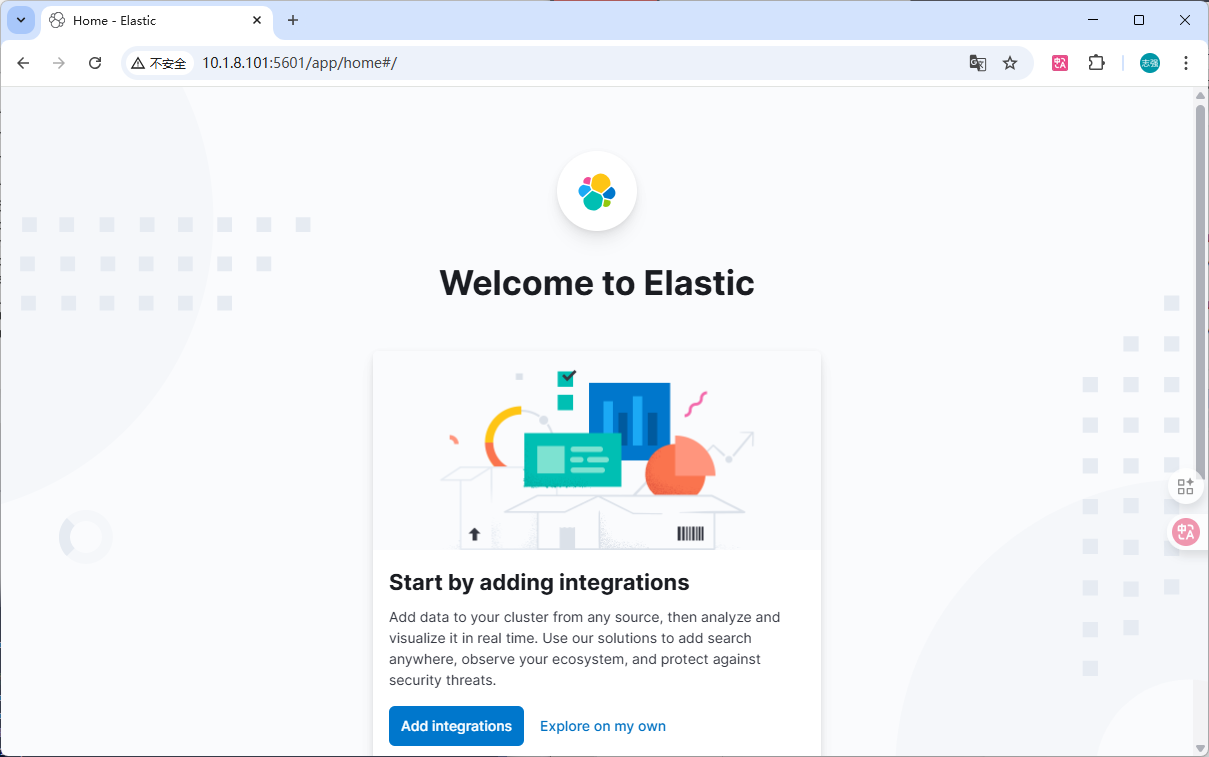 Home - Elastic
不安全
10.1.8.101:5601/app/home#/
志强
Welcome to Elastic
Start by adding integrations
Add data to your cluster from any source, then analyze and
visualize it in real time. Use our solutions to add search
anywhere, observe your ecosystem, and protect against
security threats.
Add integrations
Explore on my own